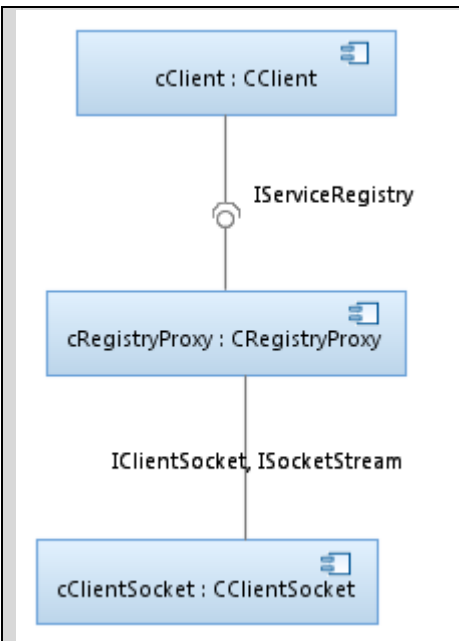 cClient : CClient
IServiceRegistry
cRegistryProxy : CRegistryProxy
IClientSocket, ISocketStream
cClientSocket : CClientSocket